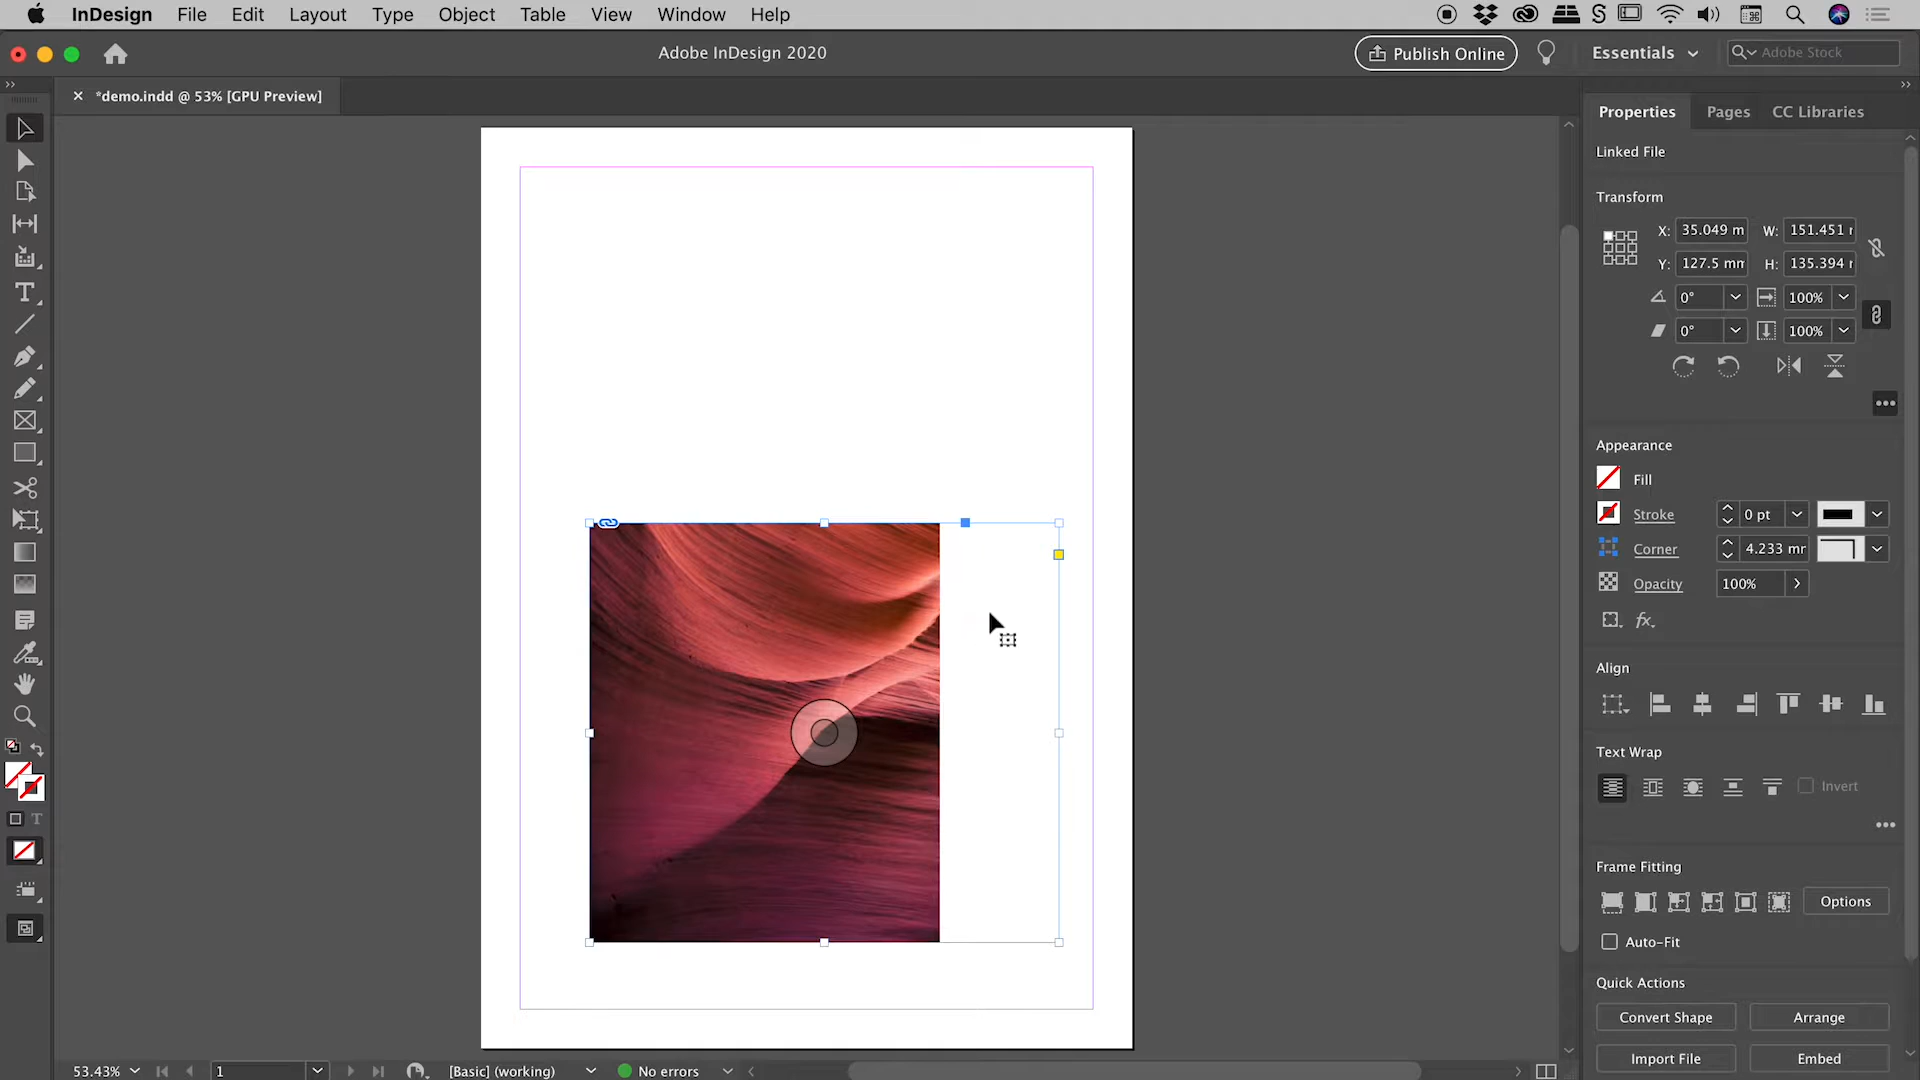 InDesign File Edit Layout Type Object Table View Window Help
Adobe InDesign 2020
Publish Online
Essentials
Adobe Stock
*demo.indd @ 53% [GPU Preview]
Properties Pages CC Libraries
Linked File
Transform
X: 35.049 m W: 151.451
Y: 127.5 mm H: 135.394
0° 100%
0° 100%
Appearance
Fill
Stroke 0 pt
Corner 4.233 mr
Opacity 100%
fx.
Align
Text Wrap
Invert
Frame Fitting
Options
Auto-Fit
Quick Actions
Convert Shape Arrange
Import File Embed
53.43% 1 [Basic] (working) No errors